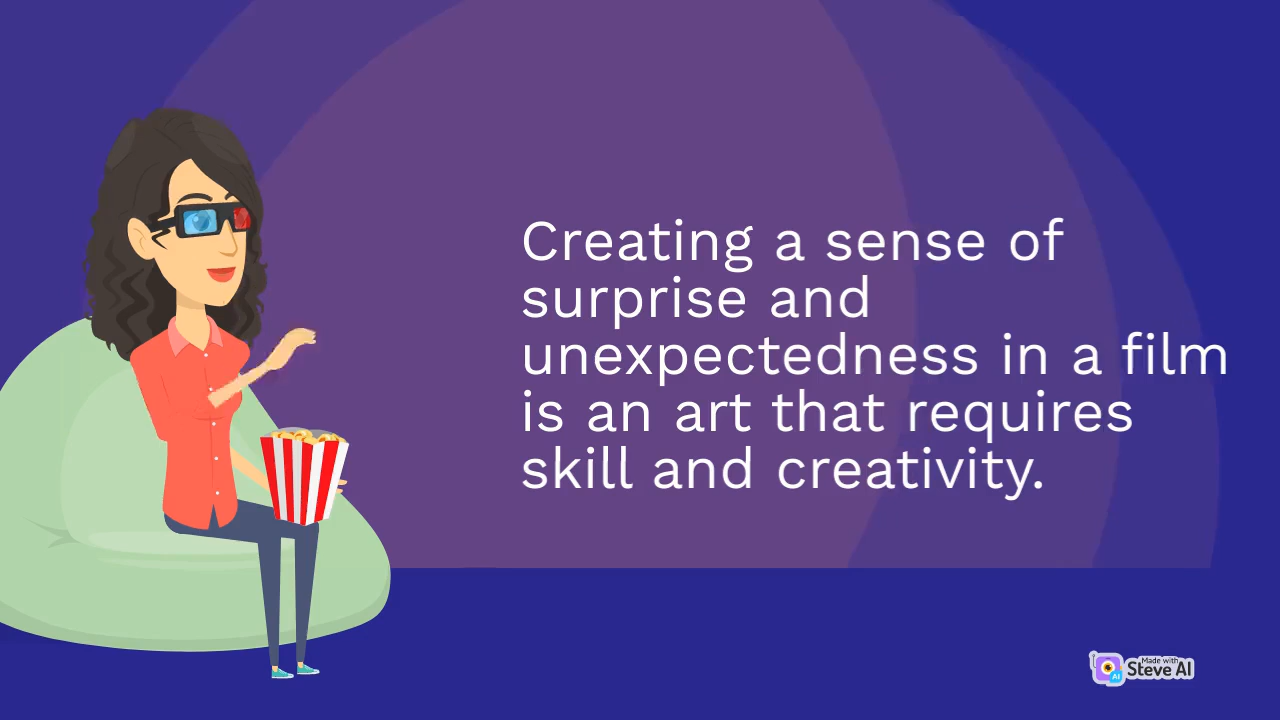 Creating a sense of
surprise and
unexpectedness in a film
is an art that requires
skill and creativity.
Made with
Steve AI
AI